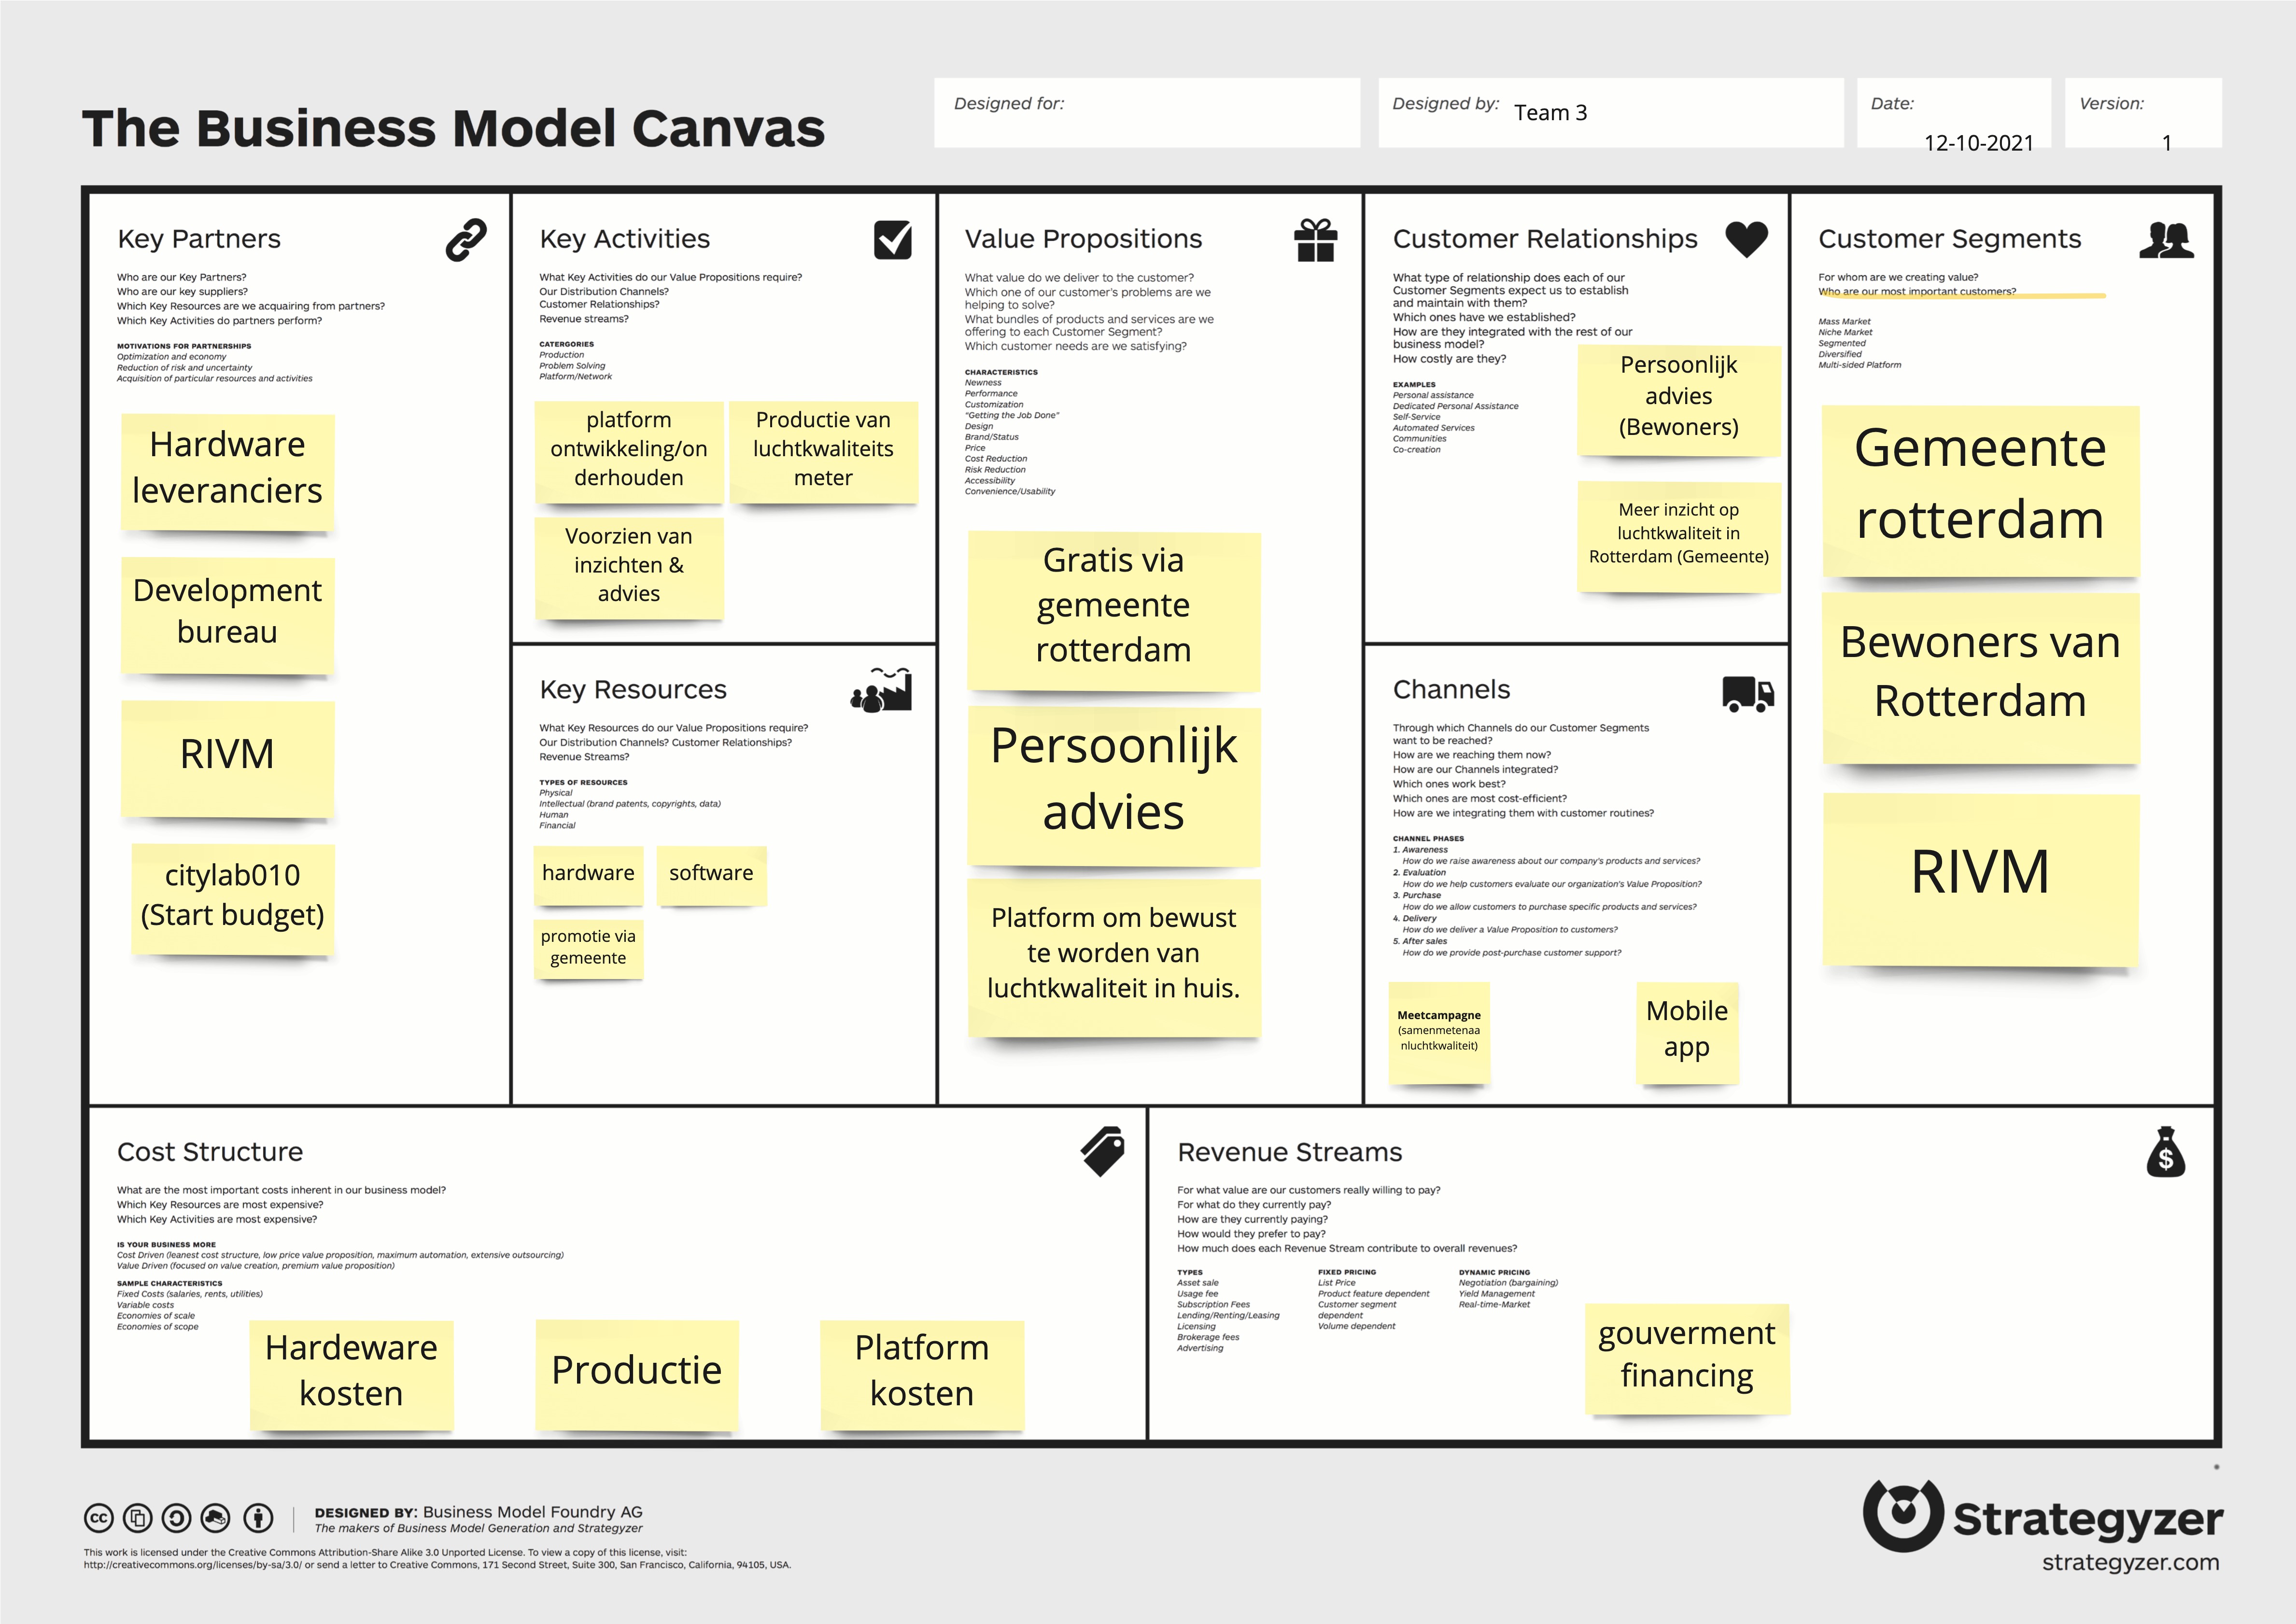 The Business Model Canvas
Designed for:
Designed by: Team 3
Date:
12-10-2021
Version:
1
Key Partners
Who are our Key Partners?
Who are our key suppliers?
Which Key Resources are we acquairing from partners?
Which Key Activities do partners perform?
MOTIVATIONS FOR PARTNERSHIPS
Optimization and economy
Reduction of risk and uncertainty
Acquisition of particular resources and activities
Hardware
leveranciers
Development
bureau
RIVM
citylab010
(Start budget)
Key Activities
What Key Activities do our Value Propositions require?
Our Distribution Channels?
Customer Relationships?
Revenue streams?
CATERGORIES
Production
Problem Solving
Platform/Network
platform
ontwikkeling/on
derhouden
Productie van
luchtkwaliteits
meter
Voorzien van
inzichten &
advies
Key Resources
What Key Resources do our Value Propositions require?
Our Distribution Channels? Customer Relationships?
Revenue Streams?
TYPES OF RESOURCES
Physical
Intellectual (brand patents, copyrights, data)
Human
Financial
hardware
software
promotie via
gemeente
Value Propositions
What value do we deliver to the customer?
Which one of our customer's problems are we
helping to solve?
What bundles of products and services are we
offering to each Customer Segment?
Which customer needs are we satisfying?
CHARACTERISTICS
Newness
Performance
Customization
"Getting the Job Done"
Design
Brand/Status
Price
Cost Reduction
Risk Reduction
Accessibility
Convenience/Usability
Gratis via
gemeente
rotterdam
Persoonlijk
advies
Platform om bewust
te worden van
luchtkwaliteit in huis.
Customer Relationships
What type of relationship does each of our
Customer Segments expect us to establish
and maintain with them?
Which ones have we established?
How are they integrated with the rest of our
business model?
How costly are they?
EXAMPLES
Personal assistance
Dedicated Personal Assistance
Self-Service
Automated Services
Communities
Co-creation
Persoonlijk
advies
(Bewoners)
Meer inzicht op
luchtkwaliteit in
Rotterdam (Gemeente)
Channels
Through which Channels do our Customer Segments
want to be reached?
How are we reaching them now?
How are our Channels integrated?
Which ones work best?
Which ones are most cost-efficient?
How are we integrating them with customer routines?
CHANNEL PHASES
1. Awareness
How do we raise awareness about our company's products and services?
2. Evaluation
How do we help customers evaluate our organization's Value Proposition?
3. Purchase
How do we allow customers to purchase specific products and services?
4. Delivery
How do we deliver a Value Proposition to customers?
5. After sales
How do we provide post-purchase customer support?
Meetcampagne
(samenmetenaa
nluchtkwaliteit)
Mobile
app
Customer Segments
For whom are we creating value?
Who are our most important customers?
Mass Market
Niche Market
Segmented
Diversified
Multi-sided Platform
Gemeente
rotterdam
Bewoners van
Rotterdam
RIVM
Cost Structure
What are the most important costs inherent in our business model?
Which Key Resources are most expensive?
Which Key Activities are most expensive?
IS YOUR BUSINESS MORE
Cost Driven (leanest cost structure, low price value proposition, maximum automation, extensive outsourcing)
Value Driven (focused on value creation, premium value proposition)
SAMPLE CHARACTERISTICS
Fixed Costs (salaries, rents, utilities)
Variable costs
Economies of scale
Economies of scope
Hardeware
kosten
Productie
Platform
kosten
Revenue Streams
For what value are our customers really willing to pay?
For what do they currently pay?
How are they currently paying?
How would they prefer to pay?
How much does each Revenue Stream contribute to overall revenues?
TYPES
Asset sale
Usage fee
Subscription Fees
Lending/Renting/Leasing
Licensing
Brokerage fees
Advertising
FIXED PRICING
List Price
Product feature dependent
Customer segment
dependent
Volume dependent
DYNAMIC PRICING
Negotiation (bargaining)
Yield Management
Real-time-Market
gouverment
financing
$
cc
DESIGNED BY: Business Model Foundry AG
The makers of Business Model Generation and Strategyzer
This work is licensed under the Creative Commons Attribution-Share Alike 3.0 Unported License. To view a copy of this license, visit:
http://creativecommons.org/licenses/by-sa/3.0/ or send a letter to Creative Commons, 171 Second Street, Suite 300, San Francisco, California, 94105, USA.
Strategyzer
strategyzer.com